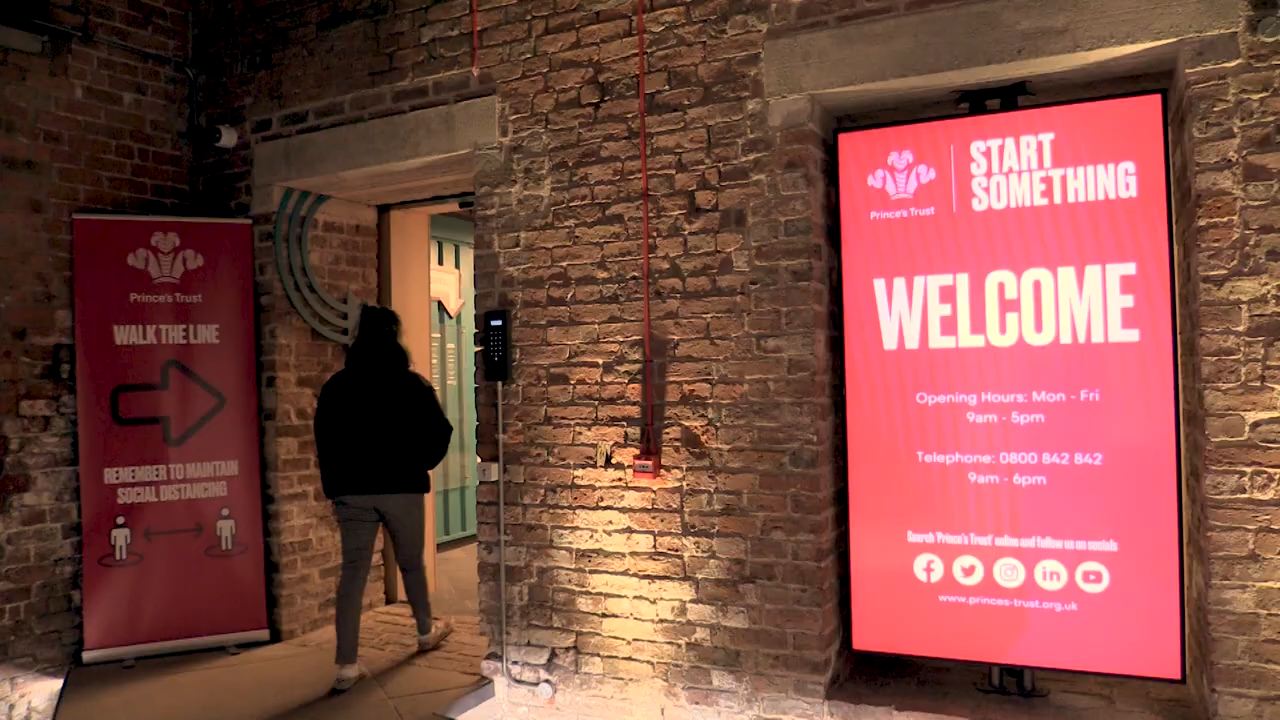 Prince's Trust
WALK THE LINE
REMEMBER TO MAINTAIN
SOCIAL DISTANCING
Prince's Trust
START
SOMETHING
WELCOME
Opening Hours: Mon - Fri
9am - 5pm
Telephone: 0800 842 842
9am - 6pm
Search 'Prince's Trust' online and follow us on socials
www.princes-trust.org.uk